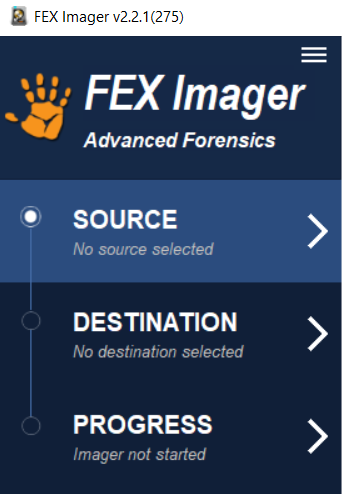 FEX Imager v2.2.1(275)
FEX Imager
Advanced Forensics
SOURCE
No source selected
DESTINATION
No destination selected
PROGRESS
Imager not started